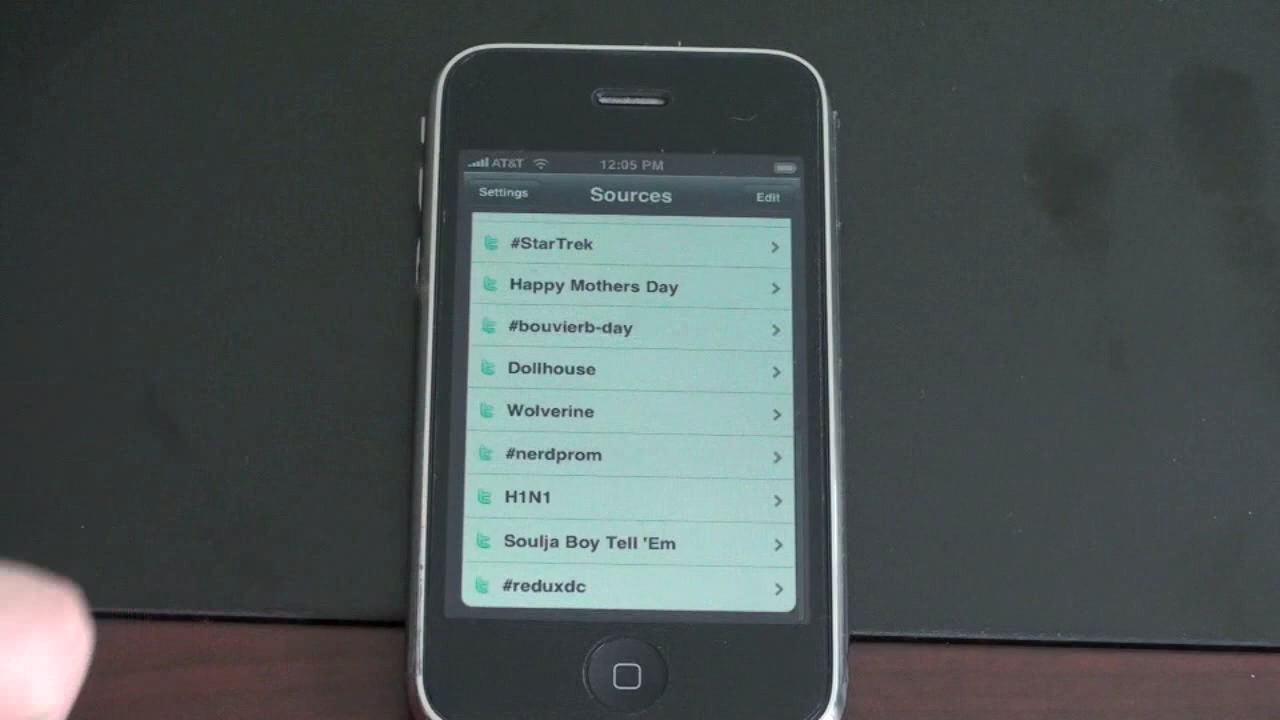 AT&T 12:05 PM
Settings Sources Edit
#StarTrek
Happy Mothers Day
#bouvierb-day
Dollhouse
Wolverine
#nerdprom
H1N1
Soulja Boy Tell 'Em
#reduxdc